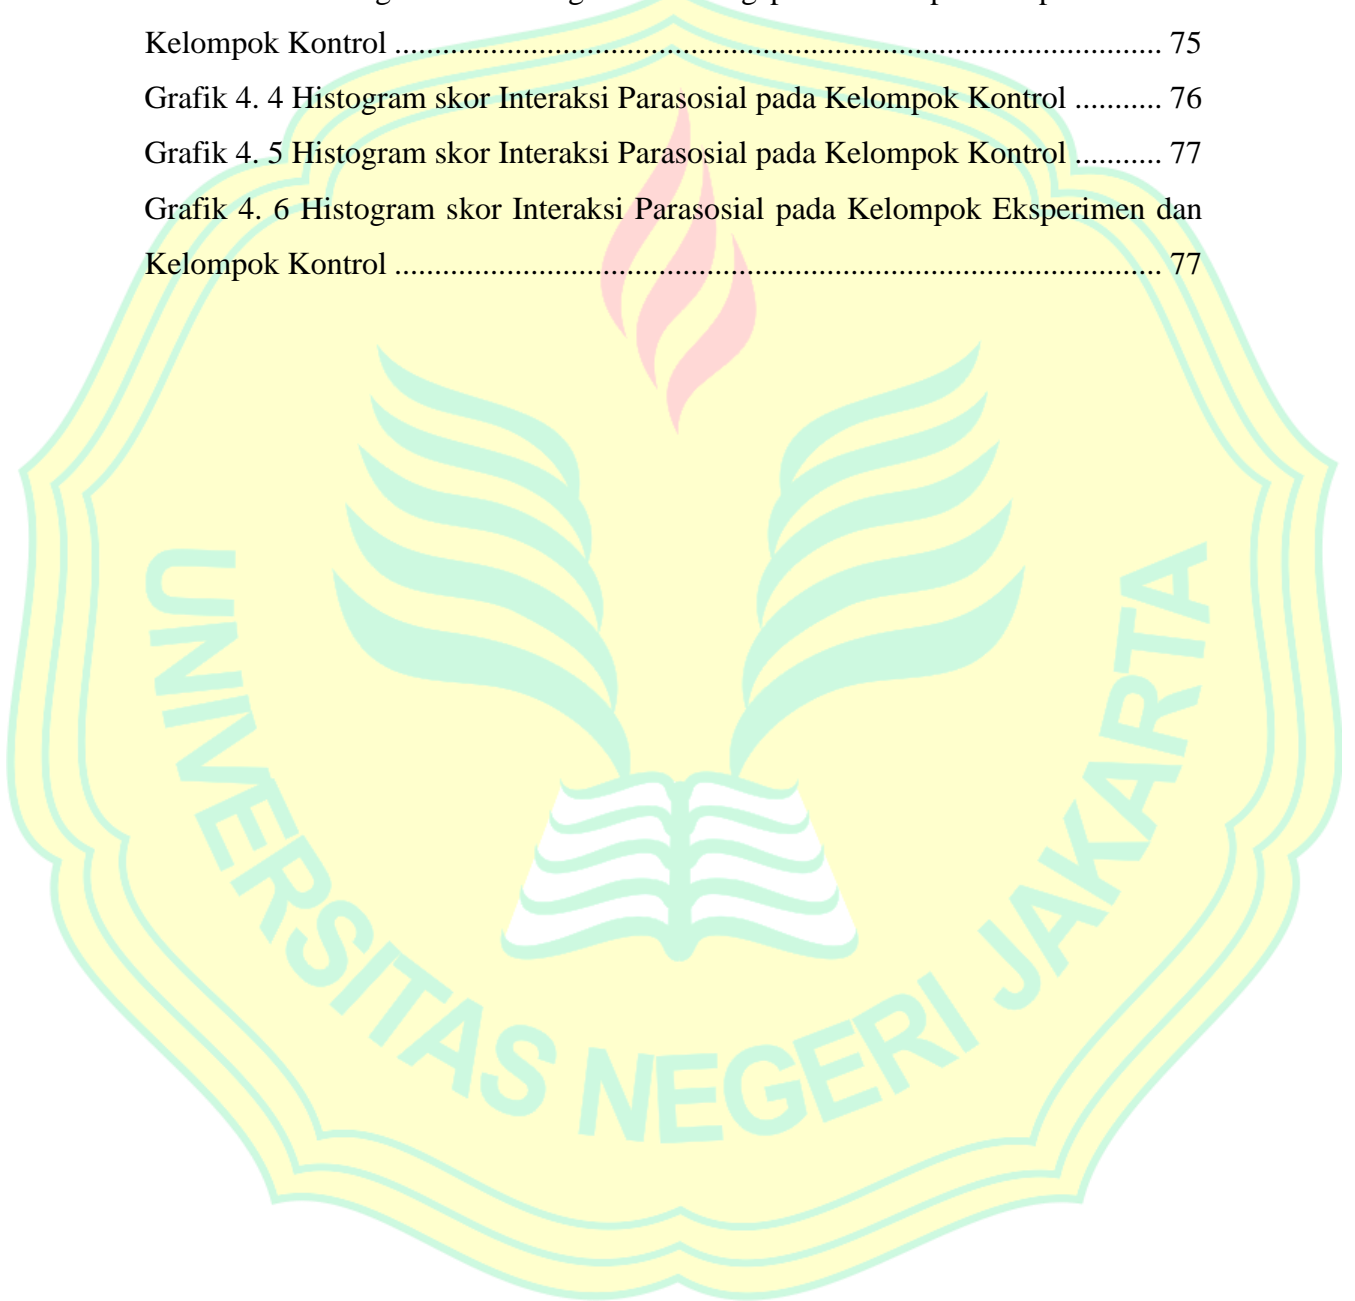 Kelompok Kontrol ................................................................................................ 75
Grafik 4. 4 Histogram skor Interaksi Parasosial pada Kelompok Kontrol ........... 76
Grafik 4. 5 Histogram skor Interaksi Parasosial pada Kelompok Kontrol ........... 77
Grafik 4. 6 Histogram skor Interaksi Parasosial pada Kelompok Eksperimen dan
Kelompok Kontrol ................................................................................................ 77
UNIVERSITAS NEGERI JAKARTA